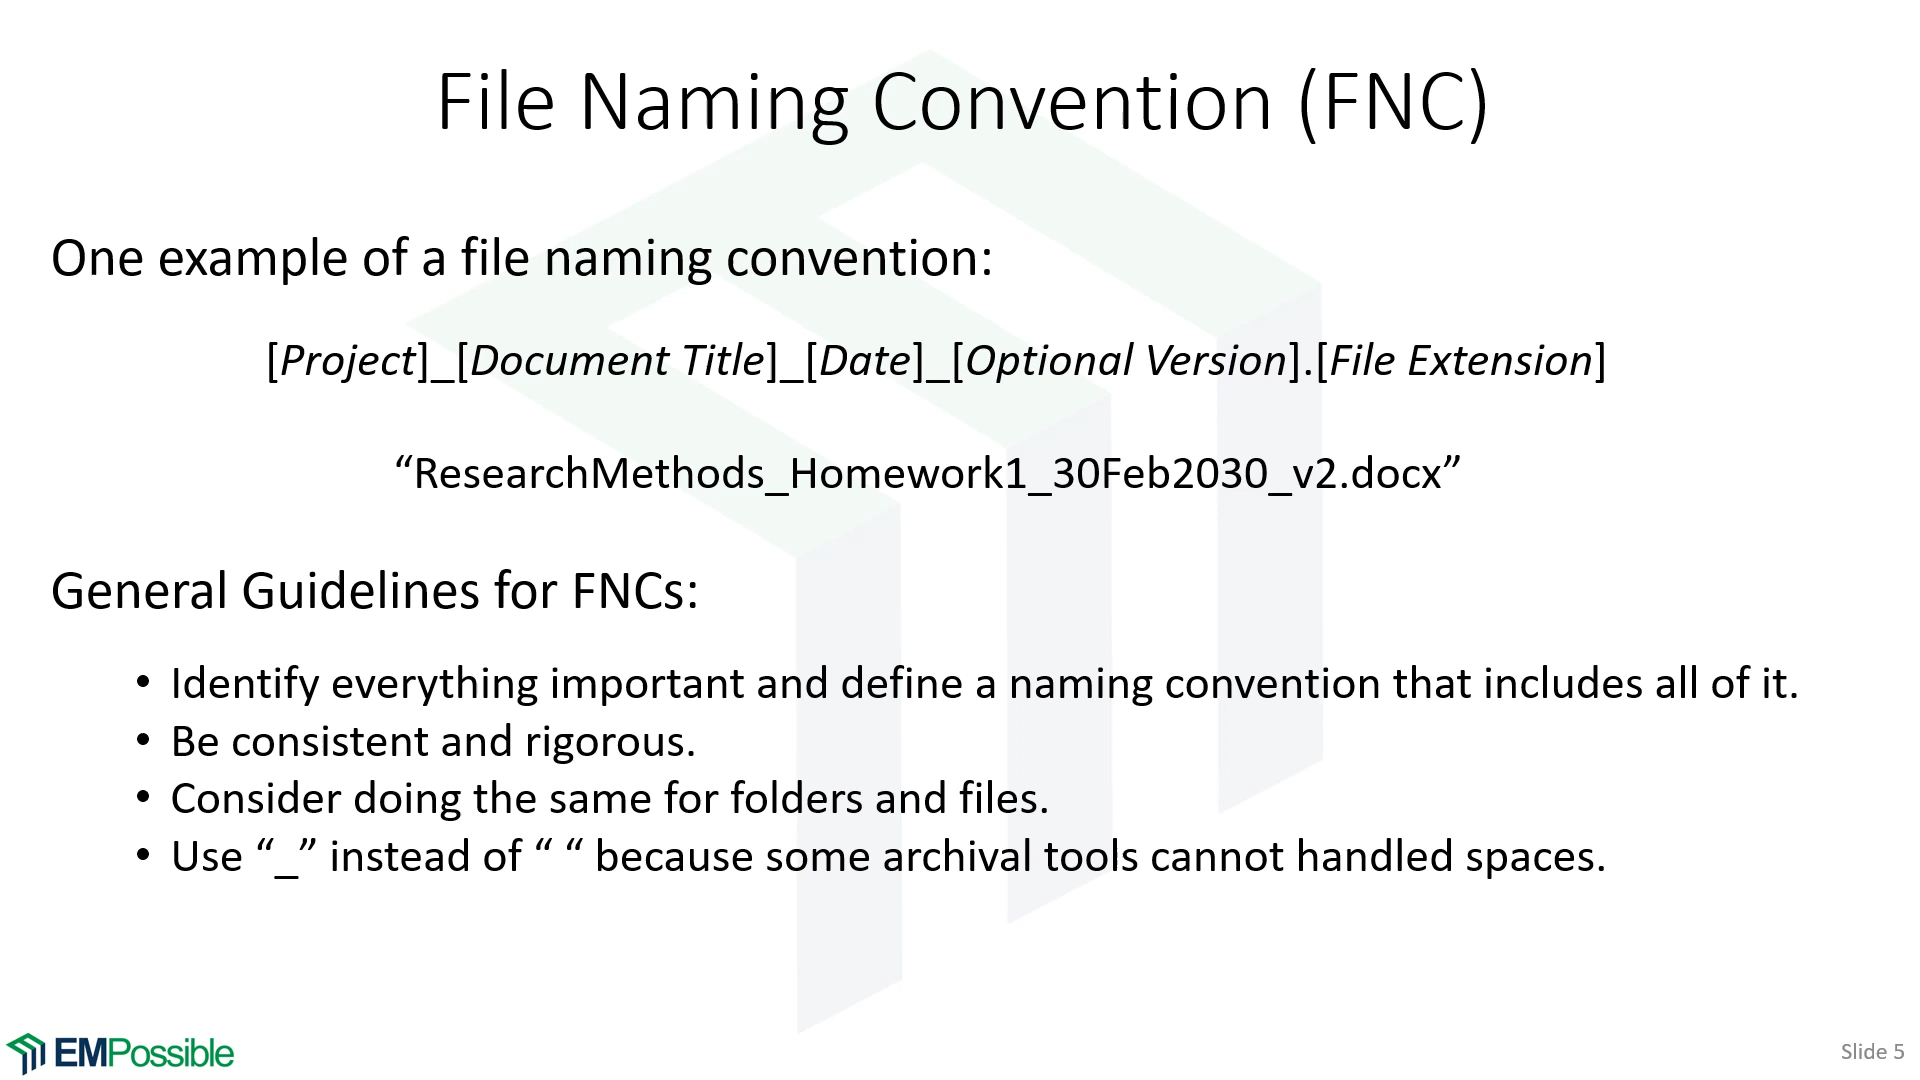 File Naming Convention (FNC)
One example of a file naming convention:
[Project]_[Document Title]_[Date]_[Optional Version].[File Extension]
“ResearchMethods_Homework1_30Feb2030_v2.docx”
General Guidelines for FNCs:
• Identify everything important and define a naming convention that includes all of it.
• Be consistent and rigorous.
• Consider doing the same for folders and files.
• Use “_” instead of “ “ because some archival tools cannot handled spaces.
EMPossible
Slide 5